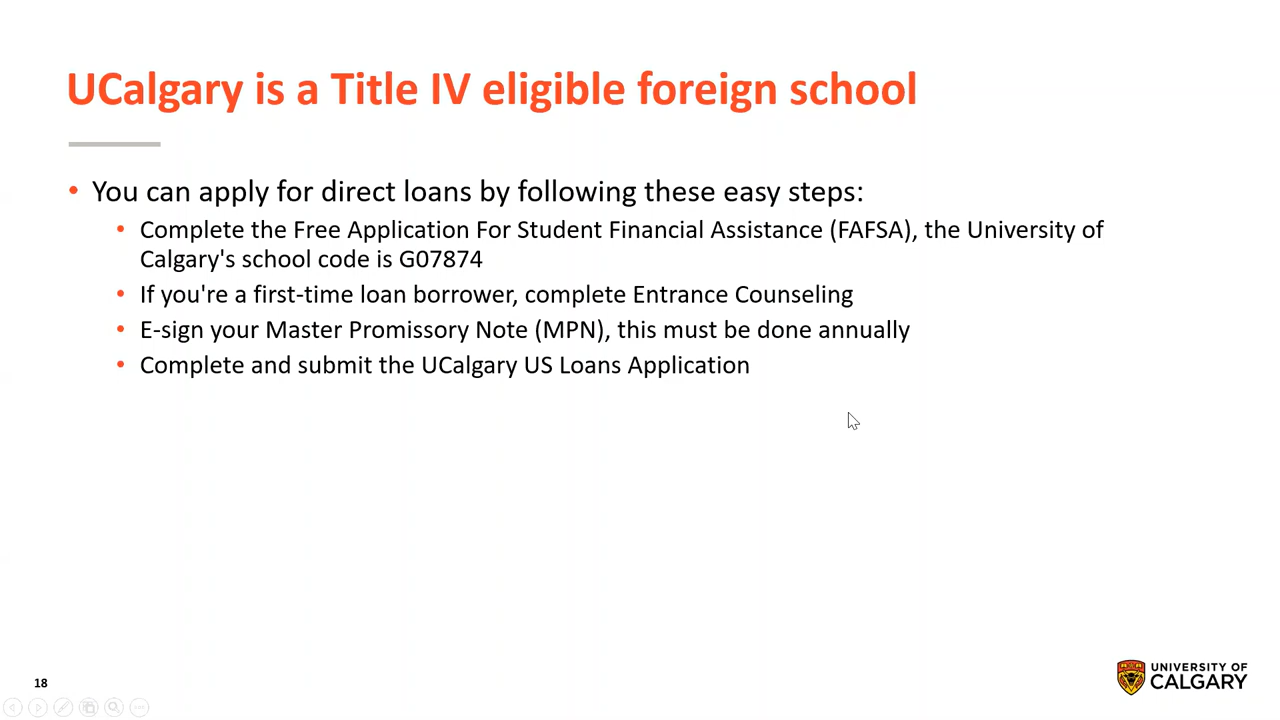 UCalgary is a Title IV eligible foreign school
• You can apply for direct loans by following these easy steps:
• Complete the Free Application For Student Financial Assistance (FAFSA), the University of
Calgary's school code is G07874
• If you're a first-time loan borrower, complete Entrance Counseling
• E-sign your Master Promissory Note (MPN), this must be done annually
• Complete and submit the UCalgary US Loans Application
18
UNIVERSITY OF
CALGARY